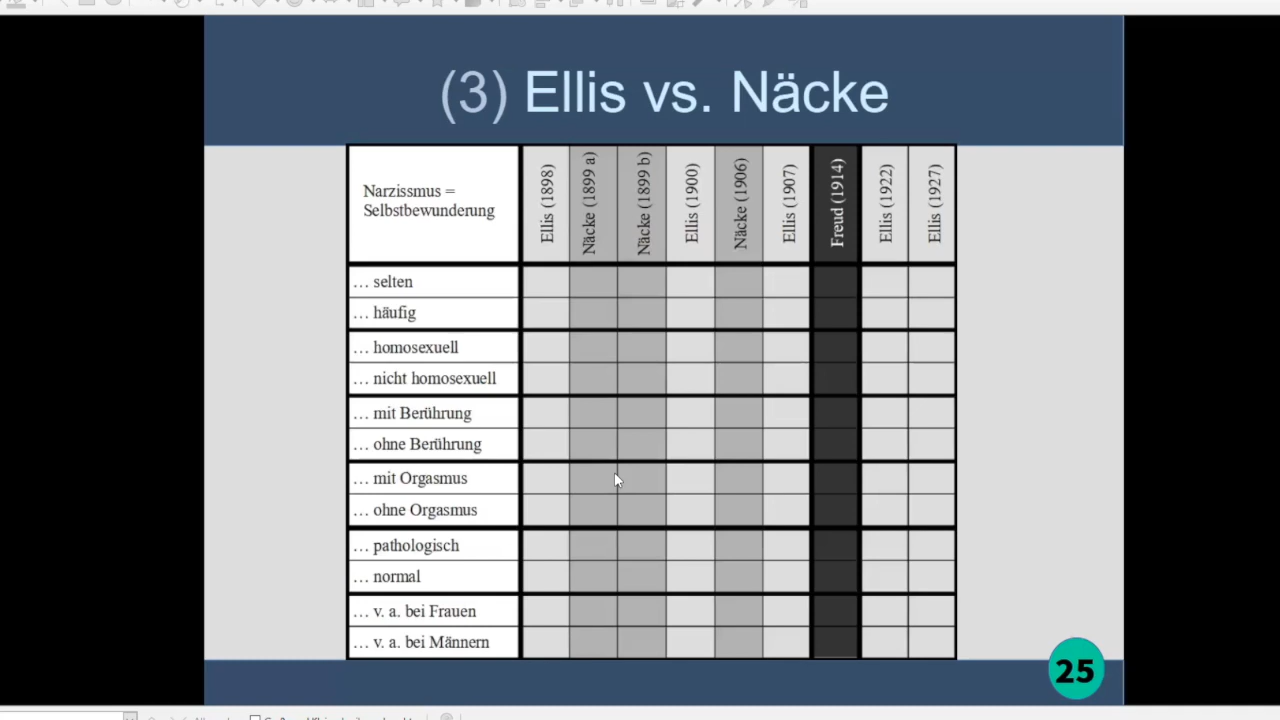 (3) Ellis vs. Näcke
Narzissmus =
Selbstbewunderung
Ellis (1898)
Näcke (1899 a)
Näcke (1899 b)
Ellis (1900)
Näcke (1906)
Ellis (1907)
Freud (1914)
Ellis (1922)
Ellis (1927)
… selten
… häufig
… homosexuell
… nicht homosexuell
… mit Berührung
… ohne Berührung
… mit Orgasmus
… ohne Orgasmus
… pathologisch
… normal
… v. a. bei Frauen
… v. a. bei Männern
25